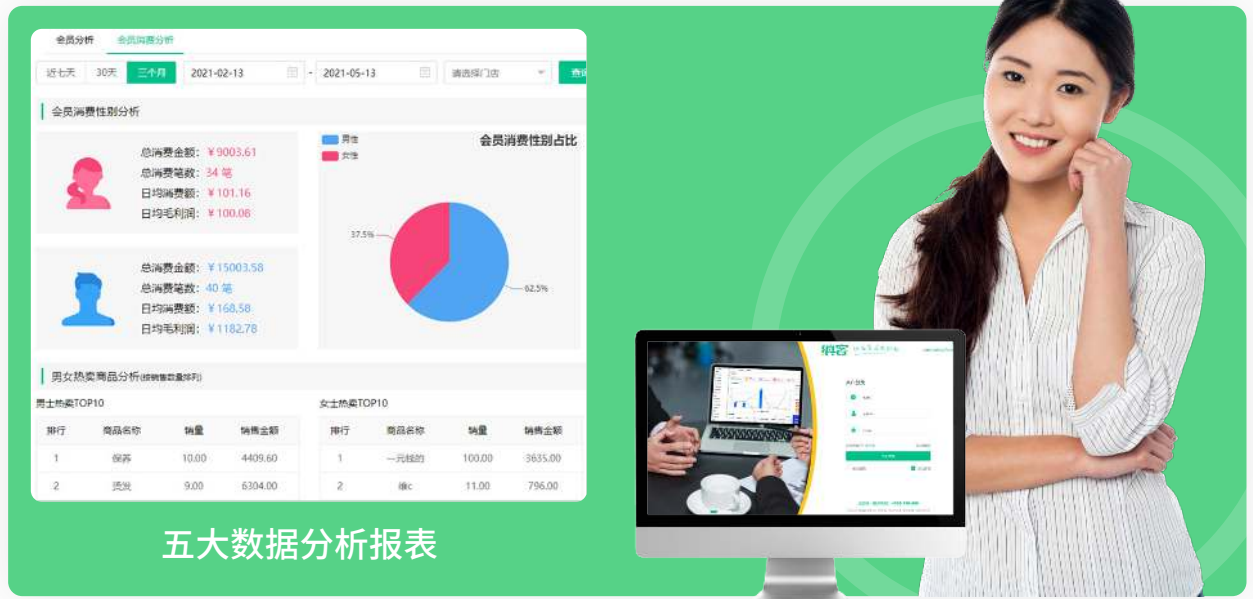 会员分析 会员消费分析
近七天 30天 三个月 2021-02-13 - 2021-05-13 请选择门店
会员消费性别分析
总消费金额：￥9003.61
总消费笔数：34 笔
日均消费额：￥101.16
日均毛利润：￥100.08
总消费金额：￥15003.58
总消费笔数：40 笔
日均消费额：￥168.58
日均毛利润：￥1182.78
男性
女性
会员消费性别占比
37.5%
62.5%
男女热卖商品分析(按销售数量排列)
男士热卖TOP10
排行 商品名称 销量 销售金额
1 保养 10.00 4409.60
2 烫发 9.00 6304.00
女士热卖TOP10
排行 商品名称 销量 销售金额
1 一元钱的 100.00 3635.00
2 维c 11.00 796.00
五大数据分析报表